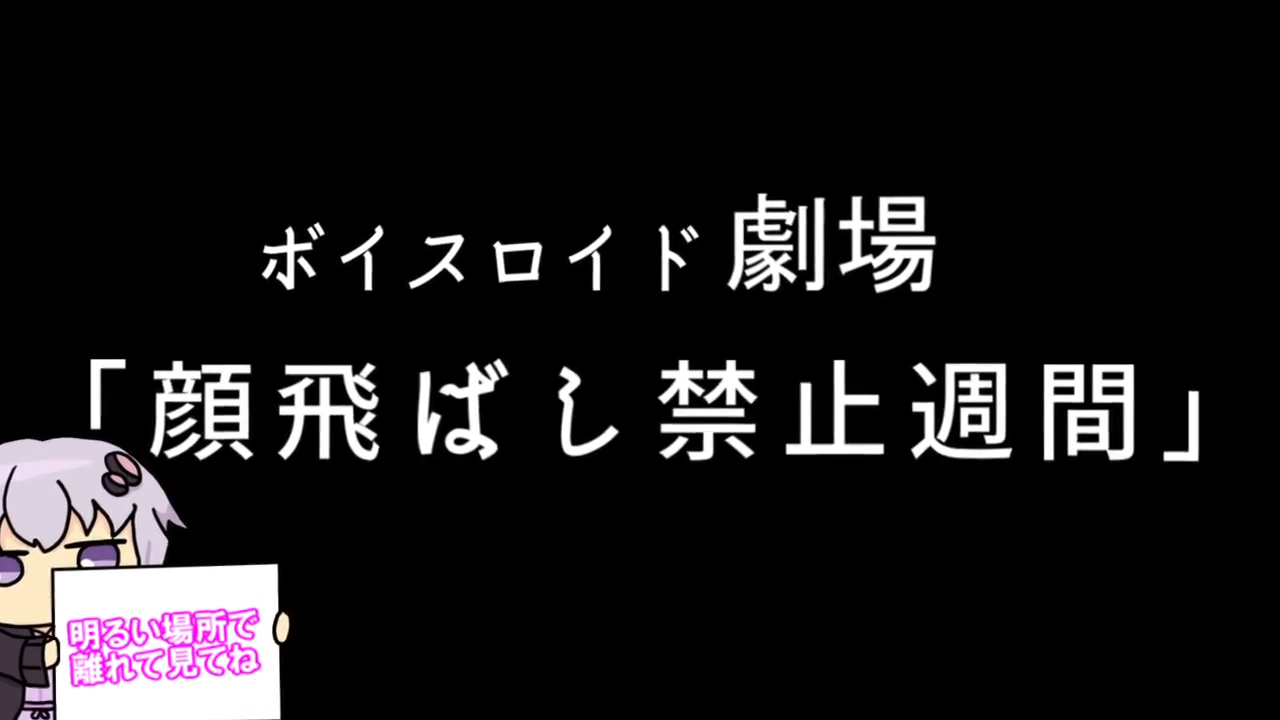 ボイスロイド劇場
「顔飛ばし禁止週間」
明るい場所で
離れて見てね